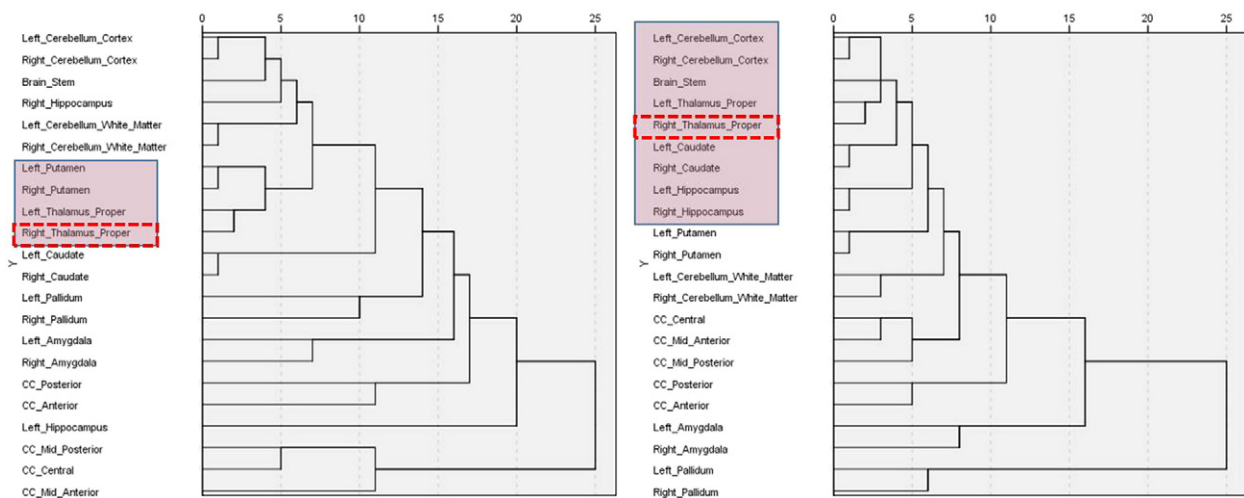 0 5 10 15 20 25
Left_Cerebellum_Cortex
Right_Cerebellum_Cortex
Brain_Stem
Right_Hippocampus
Left_Cerebellum_White_Matter
Right_Cerebellum_White_Matter
Left_Putamen
Right_Putamen
Left_Thalamus_Proper
Right_Thalamus_Proper
Left_Caudate
Y
Right_Caudate
Left_Pallidum
Right_Pallidum
Left_Amygdala
Right_Amygdala
CC_Posterior
CC_Anterior
Left_Hippocampus
CC_Mid_Posterior
CC_Central
CC_Mid_Anterior
0 5 10 15 20 25
Left_Cerebellum_Cortex
Right_Cerebellum_Cortex
Brain_Stem
Left_Thalamus_Proper
Right_Thalamus_Proper
Left_Caudate
Right_Caudate
Left_Hippocampus
Right_Hippocampus
Left_Putamen
Right_Putamen
Y
Left_Cerebellum_White_Matter
Right_Cerebellum_White_Matter
CC_Central
CC_Mid_Anterior
CC_Mid_Posterior
CC_Posterior
CC_Anterior
Left_Amygdala
Right_Amygdala
Left_Pallidum
Right_Pallidum